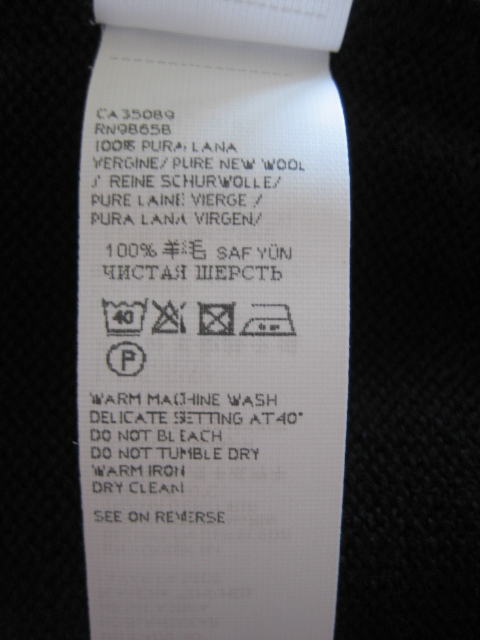 CA35089
RN98658
100% PURA LANA
VERGINE/ PURE NEW WOOL
/ REINE SCHURWOLLE/
PURE LAINE VIERGE /
PURA LANA VIRGEN/
100% 羊毛 SAF YÜN
ЧИСТАЯ ШЕРСТЬ
40
P
WARM MACHINE WASH
DELICATE SETTING AT 40°
DO NOT BLEACH
DO NOT TUMBLE DRY
WARM IRON
DRY CLEAN
SEE ON REVERSE